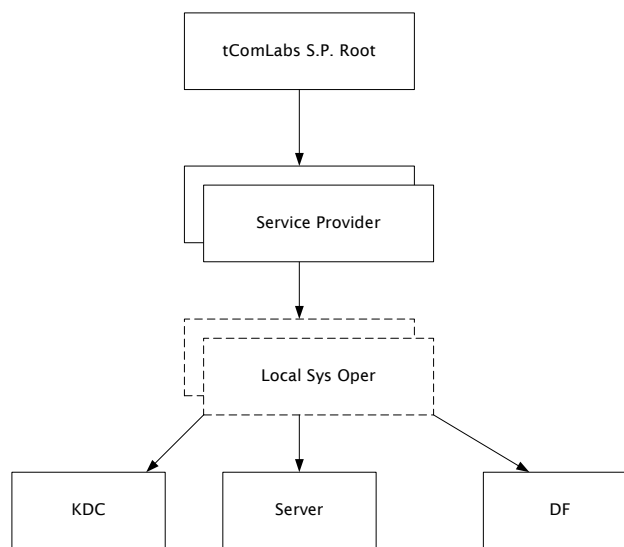 tComLabs S.P. Root
Service Provider
Local Sys Oper
KDC
Server
DF